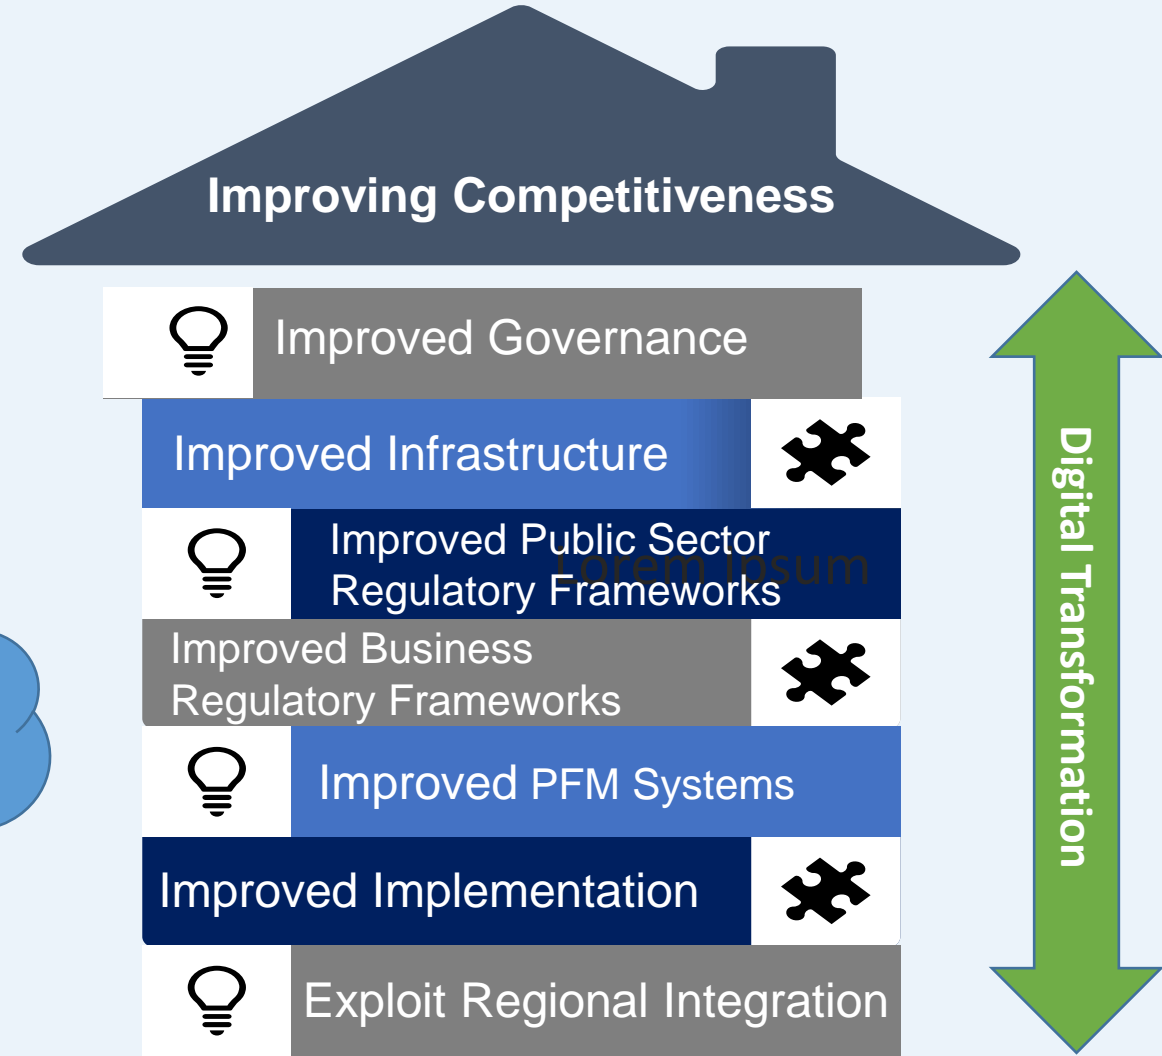 Improving Competitiveness
Improved Governance
Improved Infrastructure
Improved Public Sector
Regulatory Frameworks
Lorem Ipsum
Improved Business
Regulatory Frameworks
Improved PFM Systems
Improved Implementation
Exploit Regional Integration
Digital Transformation